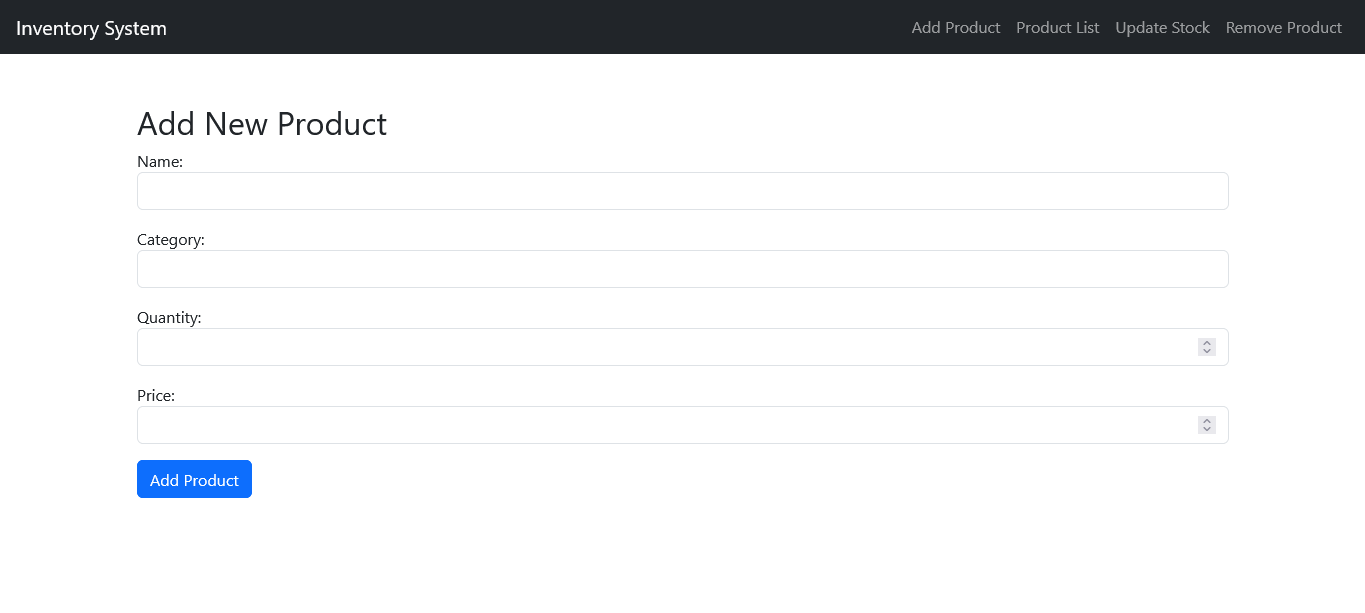 Inventory System
Add Product Product List Update Stock Remove Product
Add New Product
Name:
Category:
Quantity:
Price:
Add Product